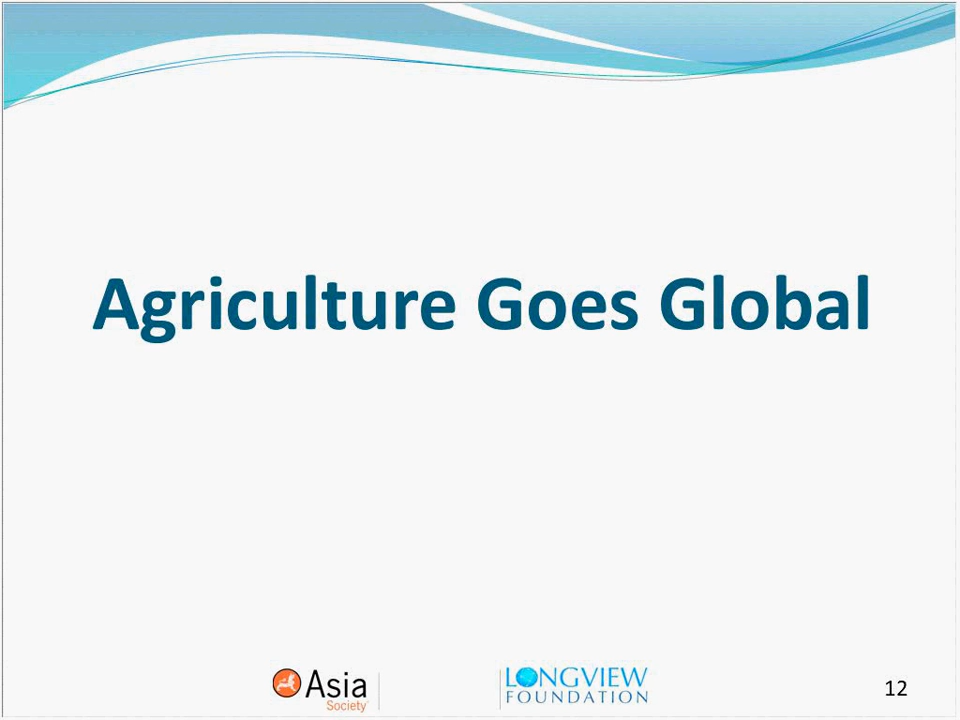 Agriculture Goes Global
Asia
Society
LONGVIEW
FOUNDATION
12